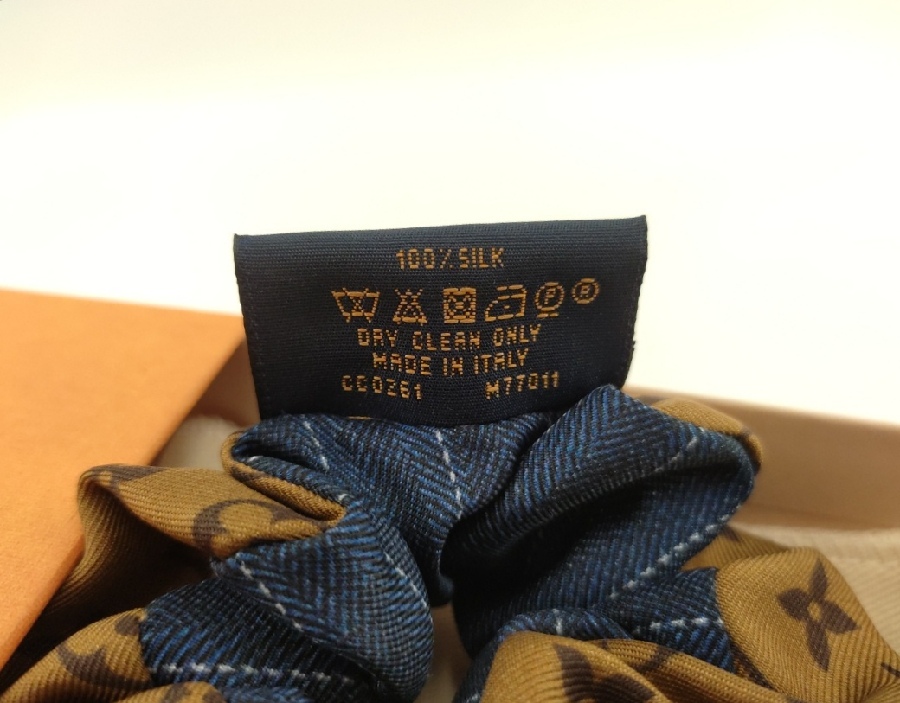 100% SILK
P B
DRY CLEAN ONLY
MADE IN ITALY
CC0261 M77011